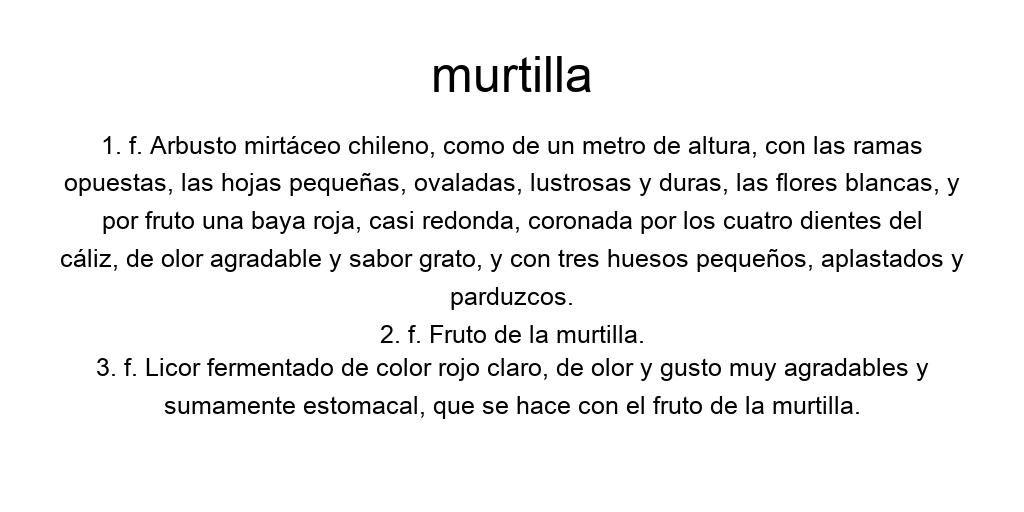 murtilla
1. f. Arbusto mirtáceo chileno, como de un metro de altura, con las ramas
opuestas, las hojas pequeñas, ovaladas, lustrosas y duras, las flores blancas, y
por fruto una baya roja, casi redonda, coronada por los cuatro dientes del
cáliz, de olor agradable y sabor grato, y con tres huesos pequeños, aplastados y
parduzcos.
2. f. Fruto de la murtilla.
3. f. Licor fermentado de color rojo claro, de olor y gusto muy agradables y
sumamente estomacal, que se hace con el fruto de la murtilla.